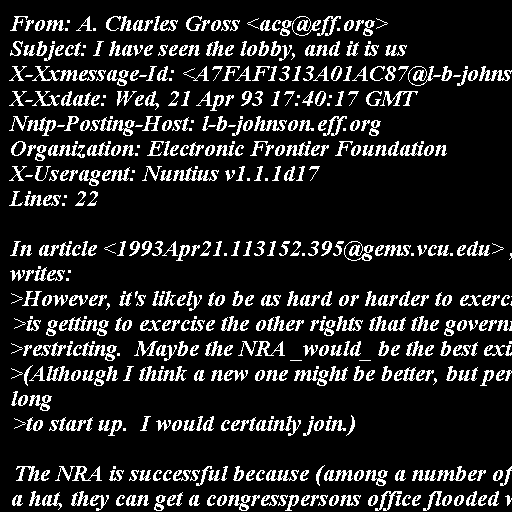 From: A. Charles Gross <acg@eff.org>
Subject: I have seen the lobby, and it is us
X-Xxmessage-Id: <A7FAF1313A01AC87@l-b-johns
X-Xxdate: Wed, 21 Apr 93 17:40:17 GMT
Nntp-Posting-Host: l-b-johnson.eff.org
Organization: Electronic Frontier Foundation
X-Useragent: Nuntius v1.1.1d17
Lines: 22
In article <1993Apr21.113152.395@gems.vcu.edu> ,
writes:
>However, it's likely to be as hard or harder to exerci
>is getting to exercise the other rights that the governm
>restricting.  Maybe the NRA _would_ be the best exi
>(Although I think a new one might be better, but per
long
>to start up.  I would certainly join.)
The NRA is successful because (among a number of
a hat, they can get a congresspersons office flooded w